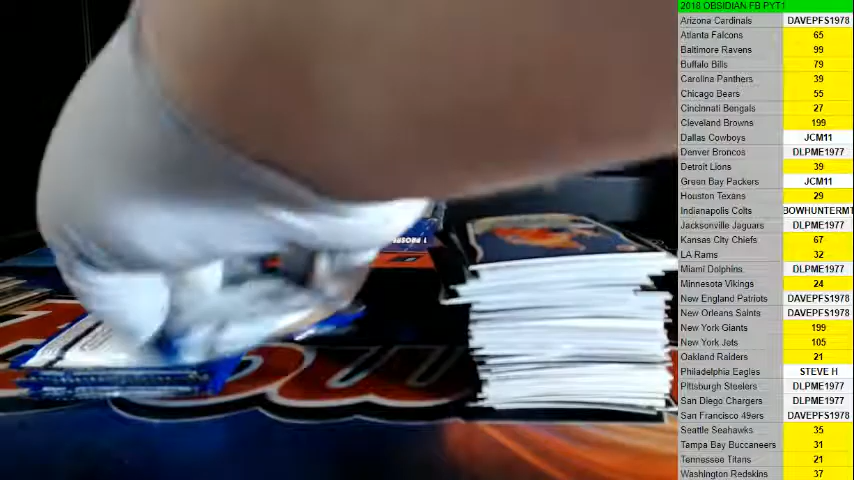 2018 OBSIDIAN FB PYT1
Arizona Cardinals DAVEPFS1978
Atlanta Falcons 65
Baltimore Ravens 99
Buffalo Bills 79
Carolina Panthers 39
Chicago Bears 55
Cincinnati Bengals 27
Cleveland Browns 199
Dallas Cowboys JCM11
Denver Broncos DLPME1977
Detroit Lions 39
Green Bay Packers JCM11
Houston Texans 29
Indianapolis Colts BOWHUNTERMT
Jacksonville Jaguars DLPME1977
Kansas City Chiefs 67
LA Rams 32
Miami Dolphins DLPME1977
Minnesota Vikings 24
New England Patriots DAVEPFS1978
New Orleans Saints DAVEPFS1978
New York Giants 199
New York Jets 105
Oakland Raiders 21
Philadelphia Eagles STEVE H
Pittsburgh Steelers DLPME1977
San Diego Chargers DLPME1977
San Francisco 49ers DAVEPFS1978
Seattle Seahawks 35
Tampa Bay Buccaneers 31
Tennessee Titans 21
Washington Redskins 37